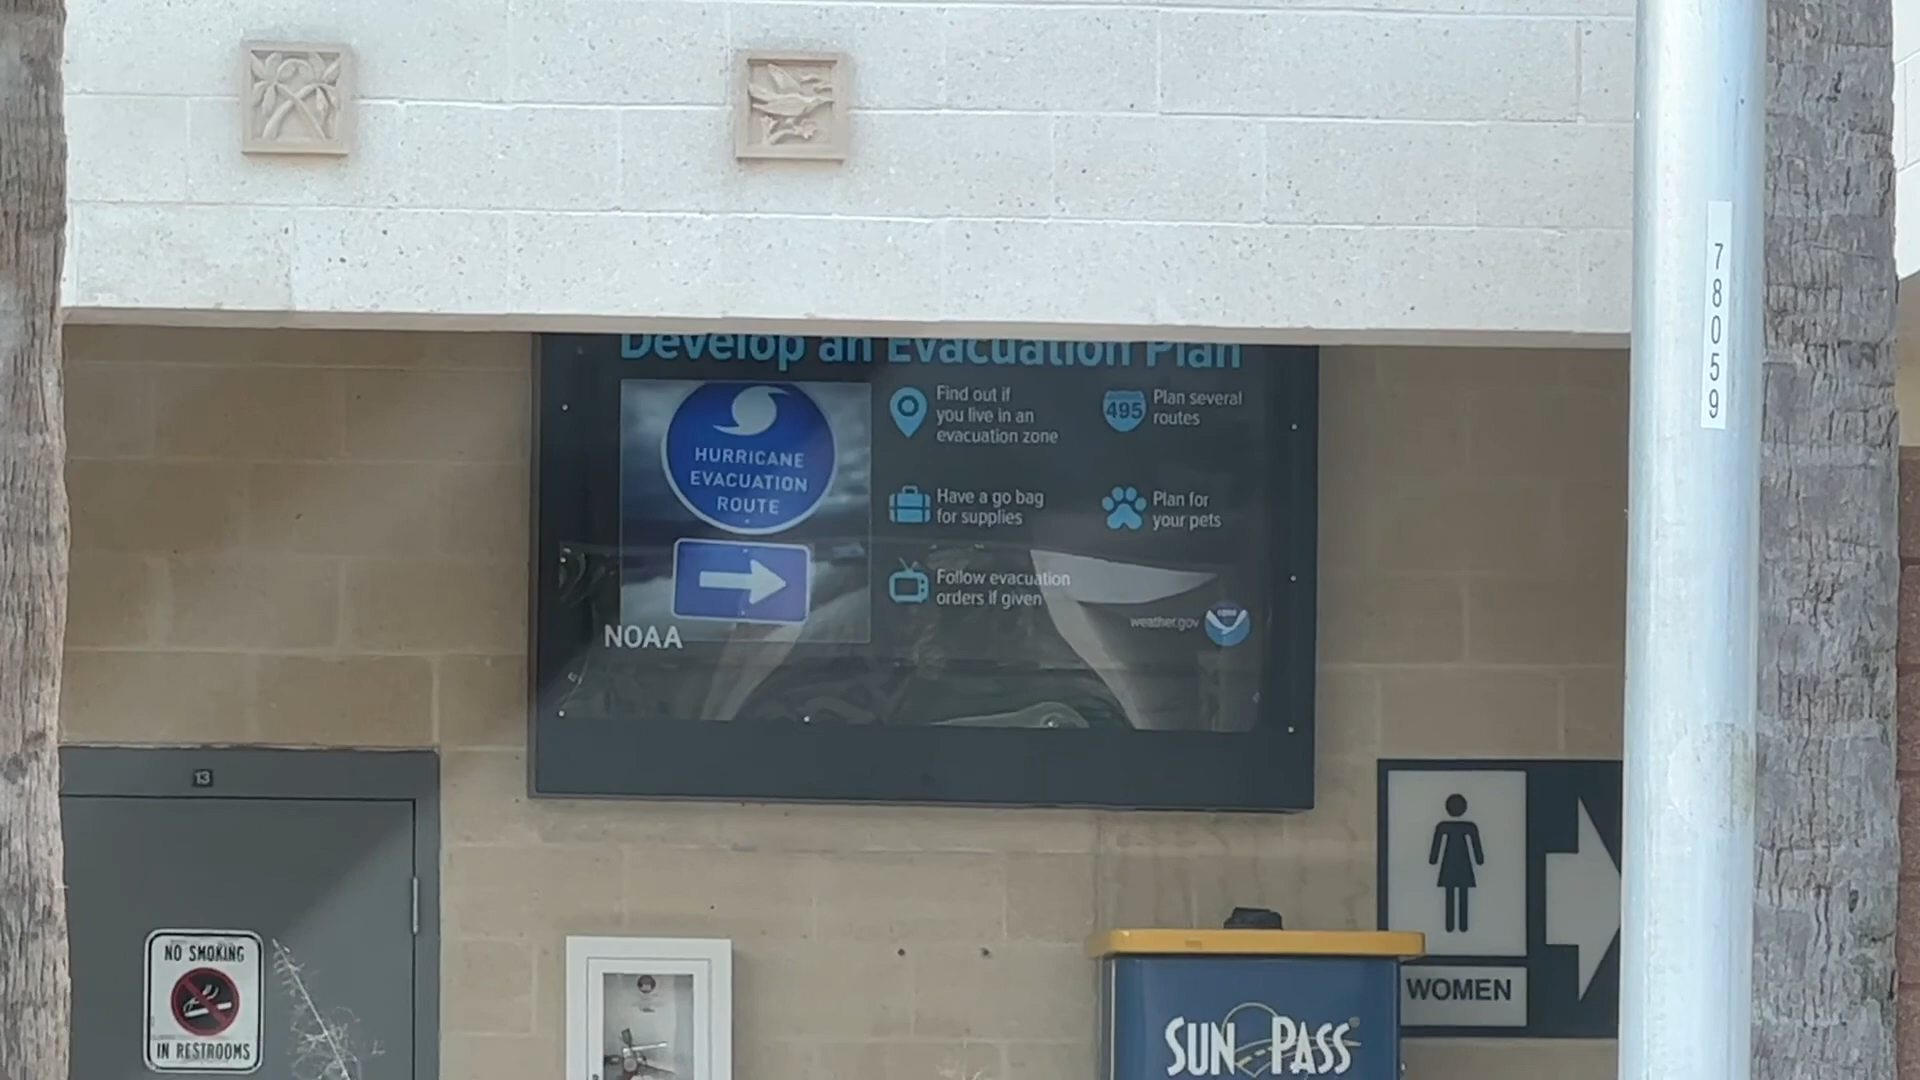 Develop an Evacuation Plan
HURRICANE
EVACUATION
ROUTE
NOAA
Find out if
you live in an
evacuation zone
495
Plan several
routes
Have a go bag
for supplies
Plan for
your pets
Follow evacuation
orders if given
weather.gov
78059
13
NO SMOKING
IN RESTROOMS
WOMEN
SUNPASS